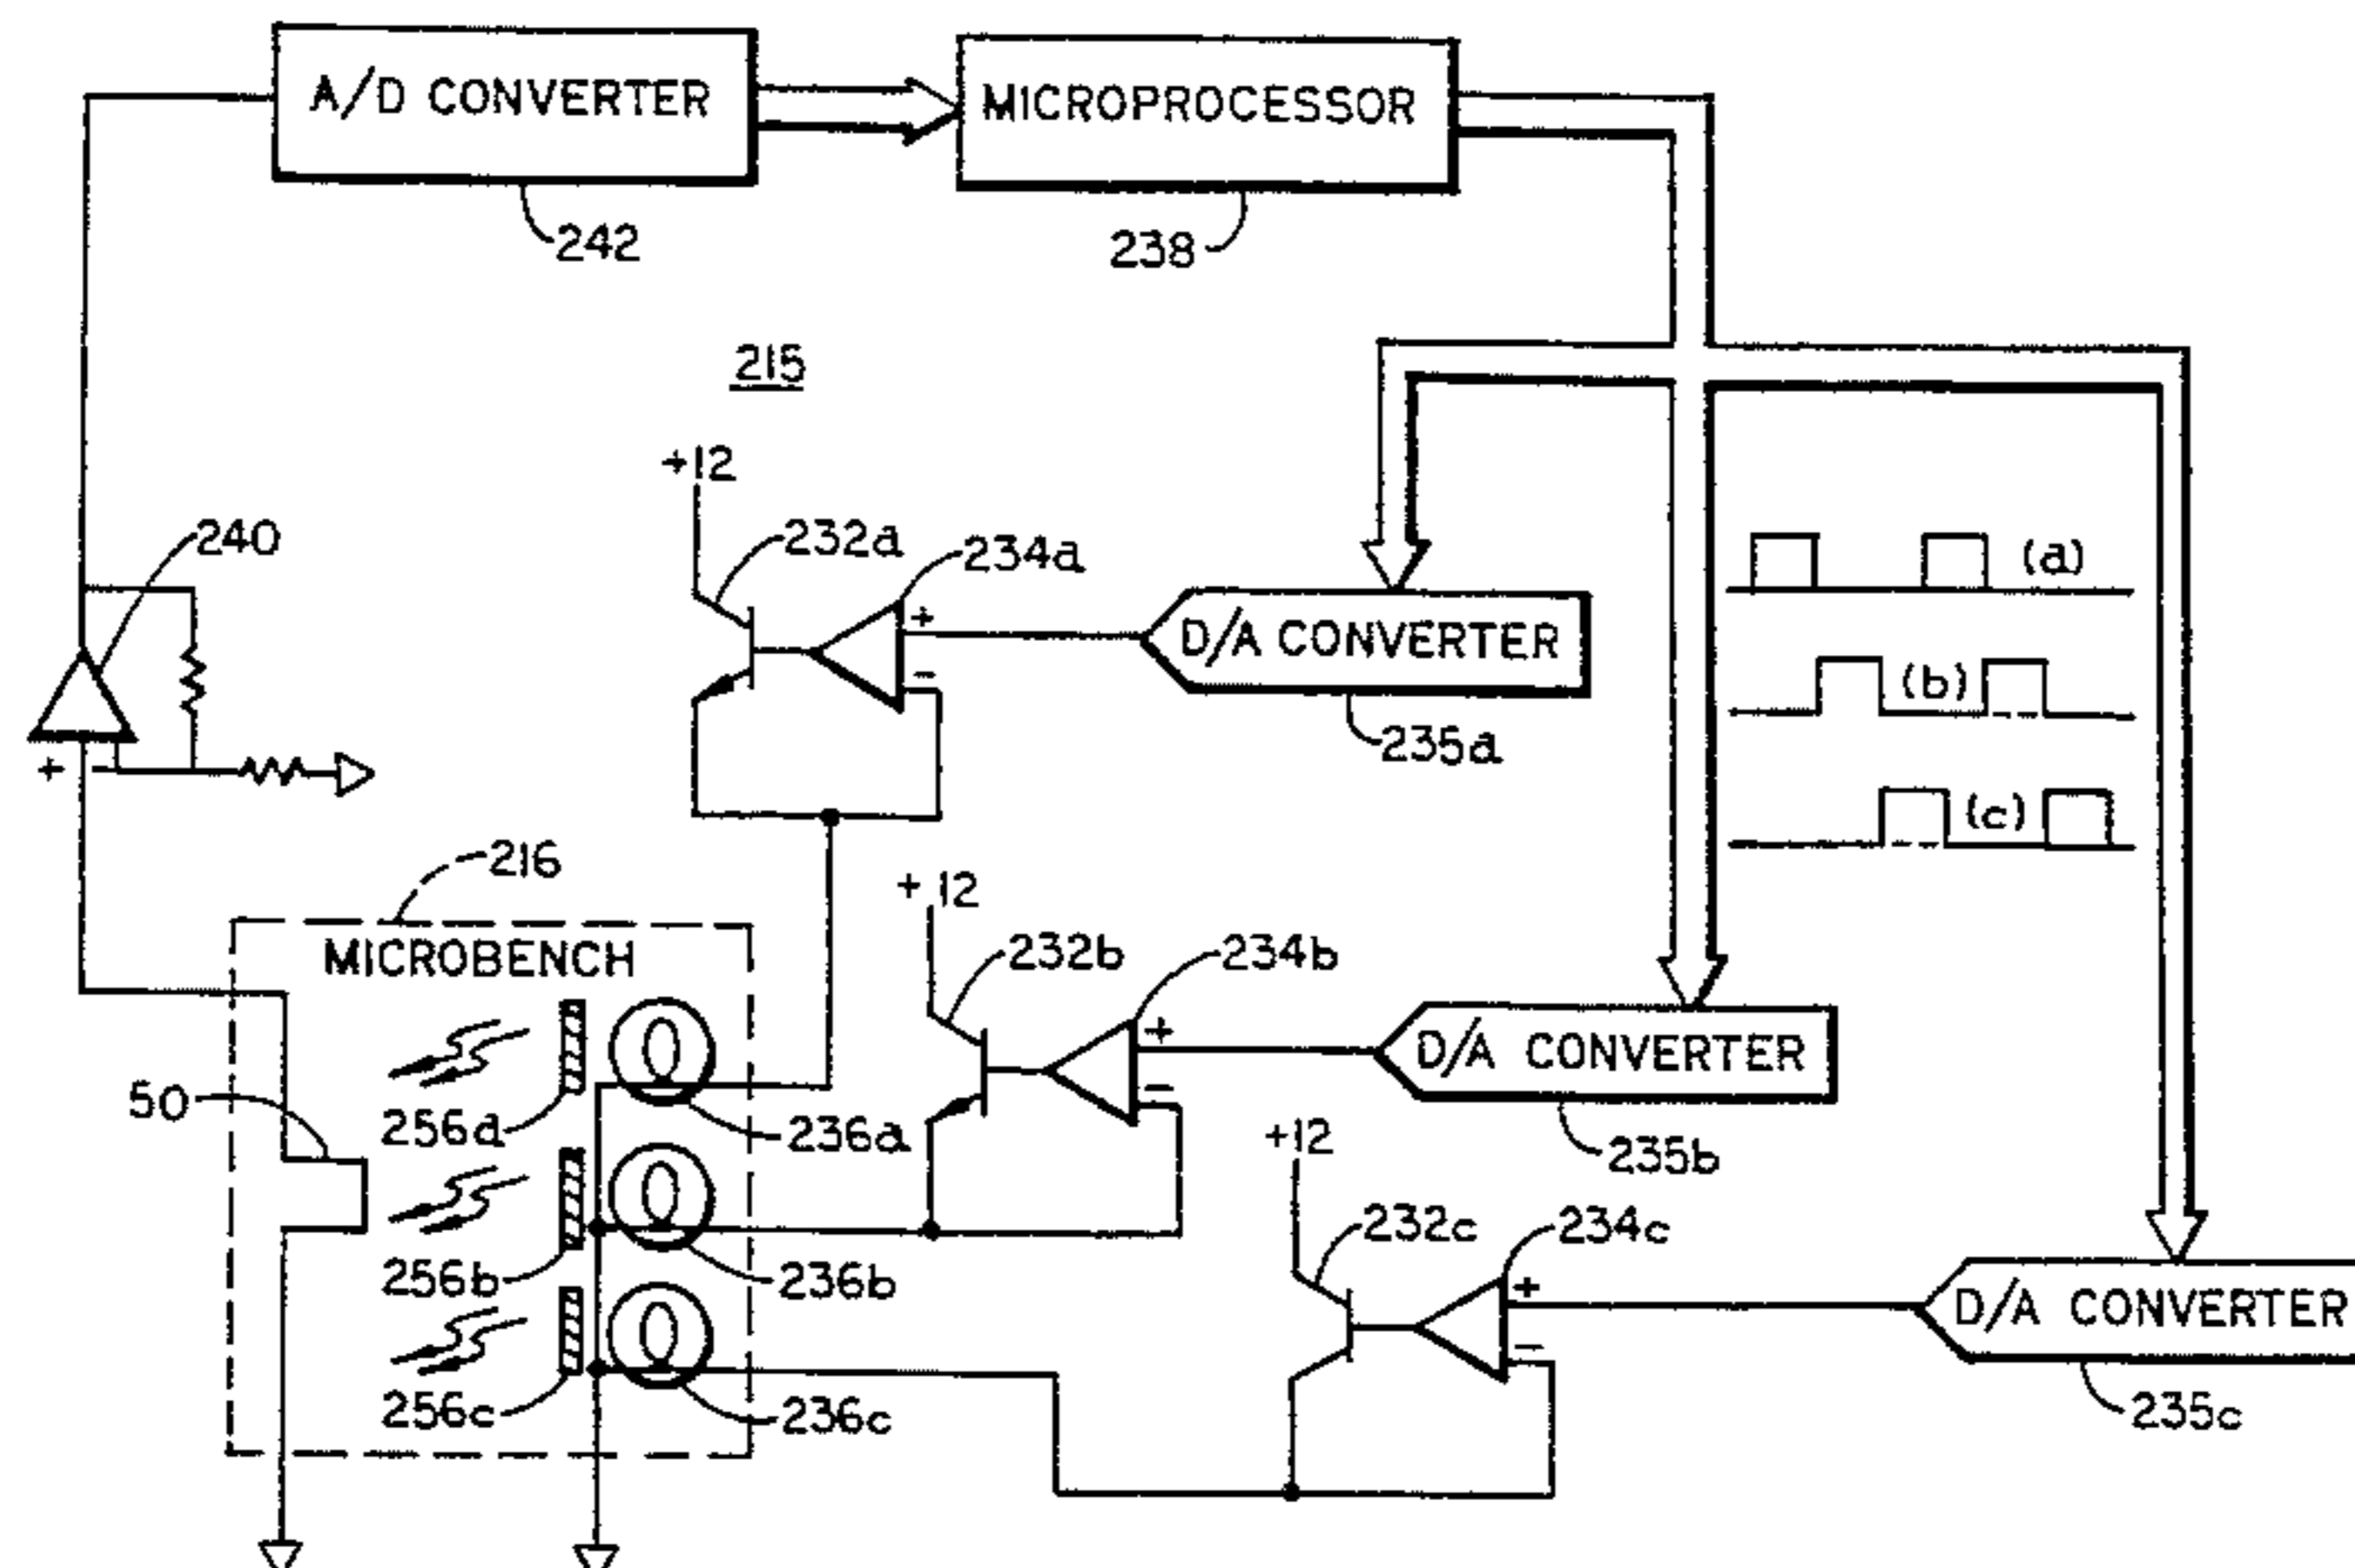 A/D CONVERTER
MICROPROCESSOR
242
238
215
+12
240
232a
234a
+
-
D/A CONVERTER
(a)
(b)
235a
+ -
(c)
216
+ 12
MICROBENCH
232b
234b
+
-
D/A CONVERTER
50
256a
236a
+12
235b
232c
234c
256b
236b
+
-
D/A CONVERTER
256c
236c
235c